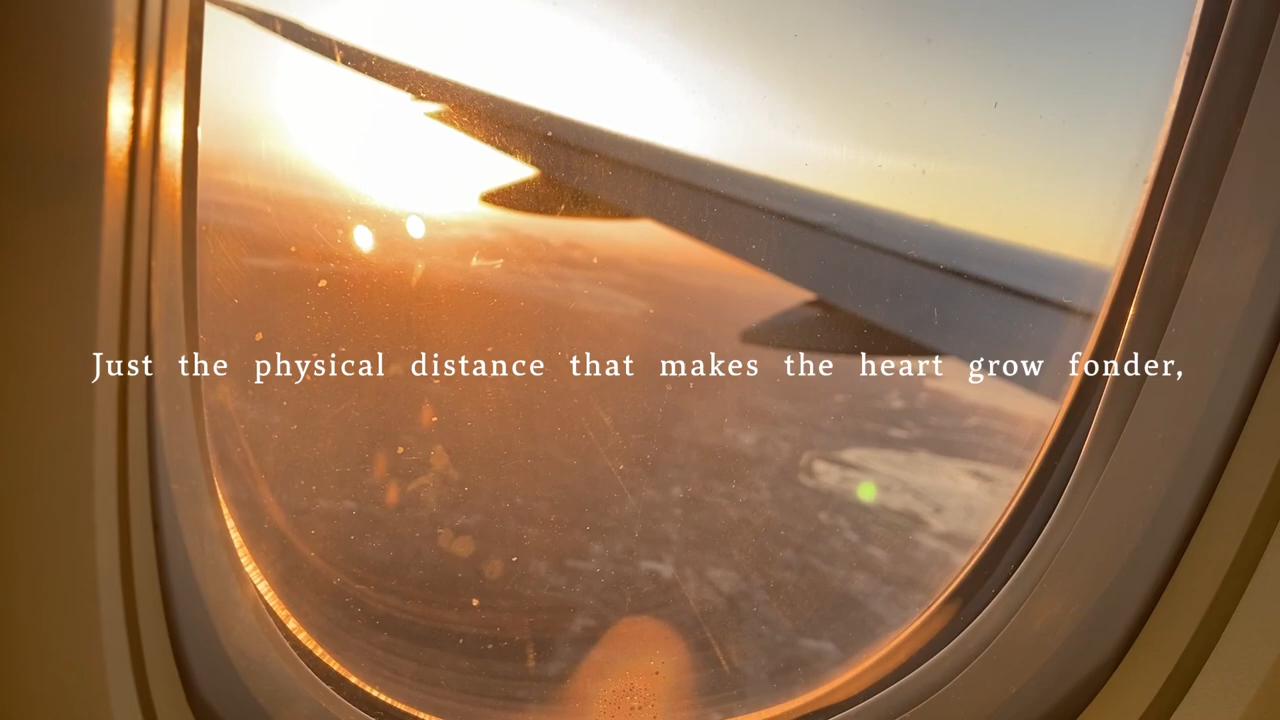 Just the physical distance that makes the heart grow fonder,